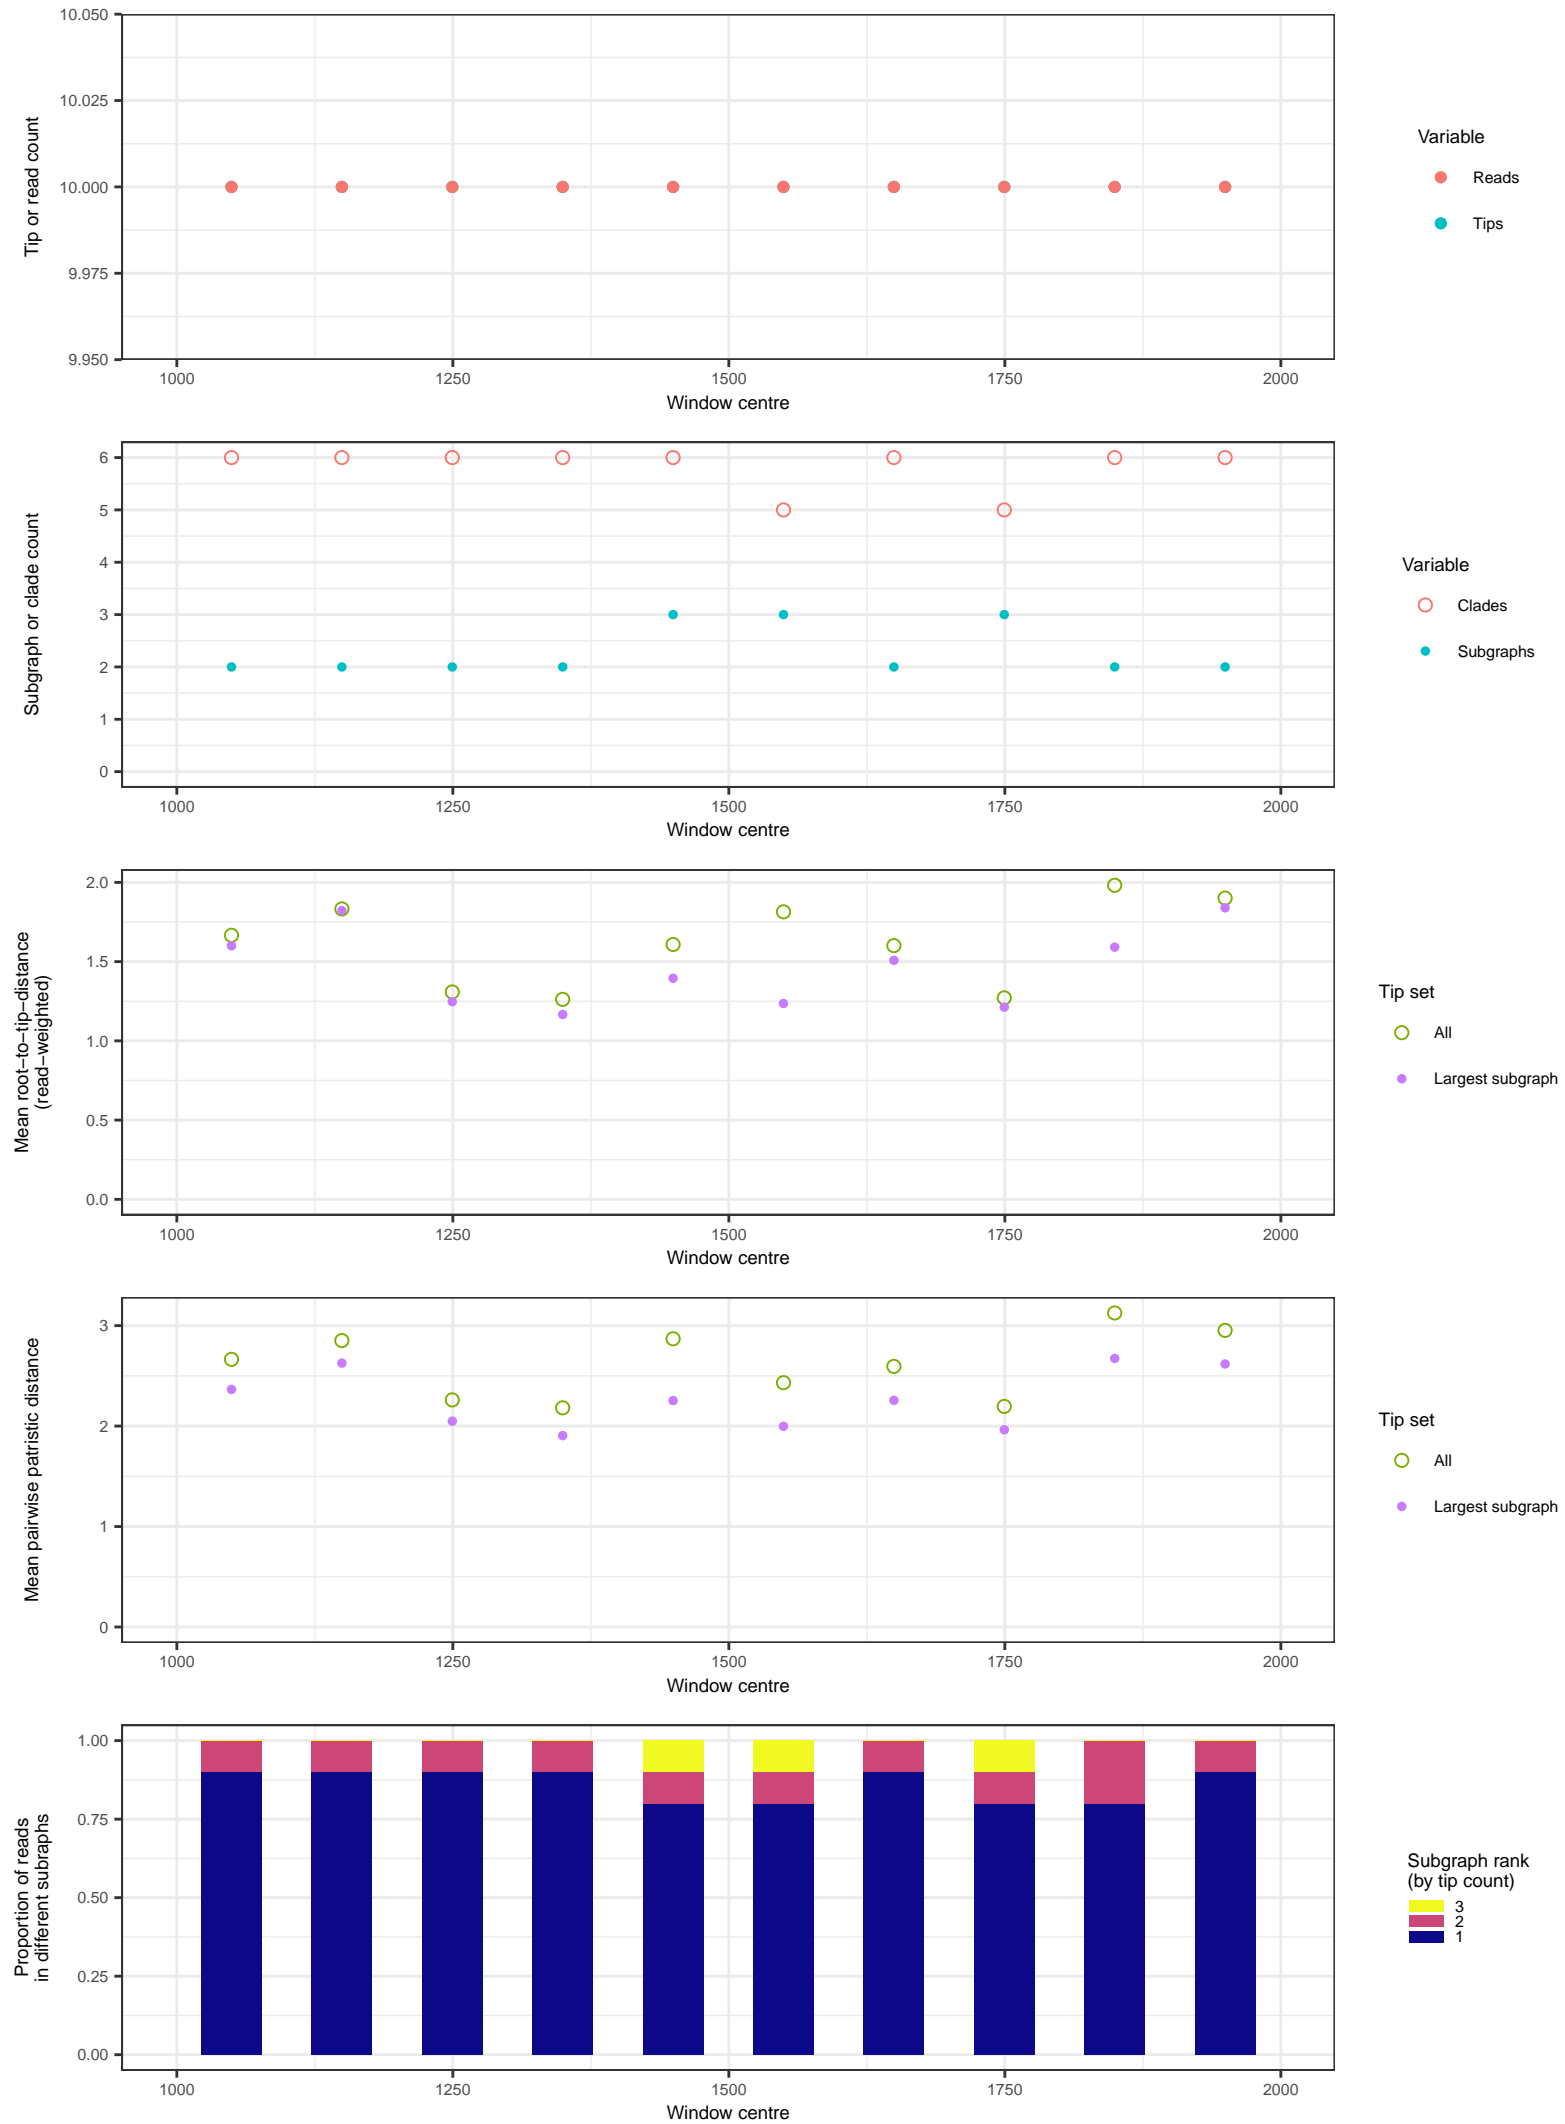 10.050
10.025
10.000
9.975
9.950
Tip or read count
1000 1250 1500 1750 2000
Window centre
Variable
Reads
Tips
6
5
4
3
2
1
0
Subgraph or clade count
1000 1250 1500 1750 2000
Window centre
Variable
Clades
Subgraphs
2.0
1.5
1.0
0.5
0.0
Mean root−to−tip−distance
(read−weighted)
1000 1250 1500 1750 2000
Window centre
Tip set
All
Largest subgraph
3
2
1
0
Mean pairwise patristic distance
1000 1250 1500 1750 2000
Window centre
Tip set
All
Largest subgraph
1.00
0.75
0.50
0.25
0.00
Proportion of reads
in different subraphs
1000 1250 1500 1750 2000
Window centre
Subgraph rank
(by tip count)
3
2
1